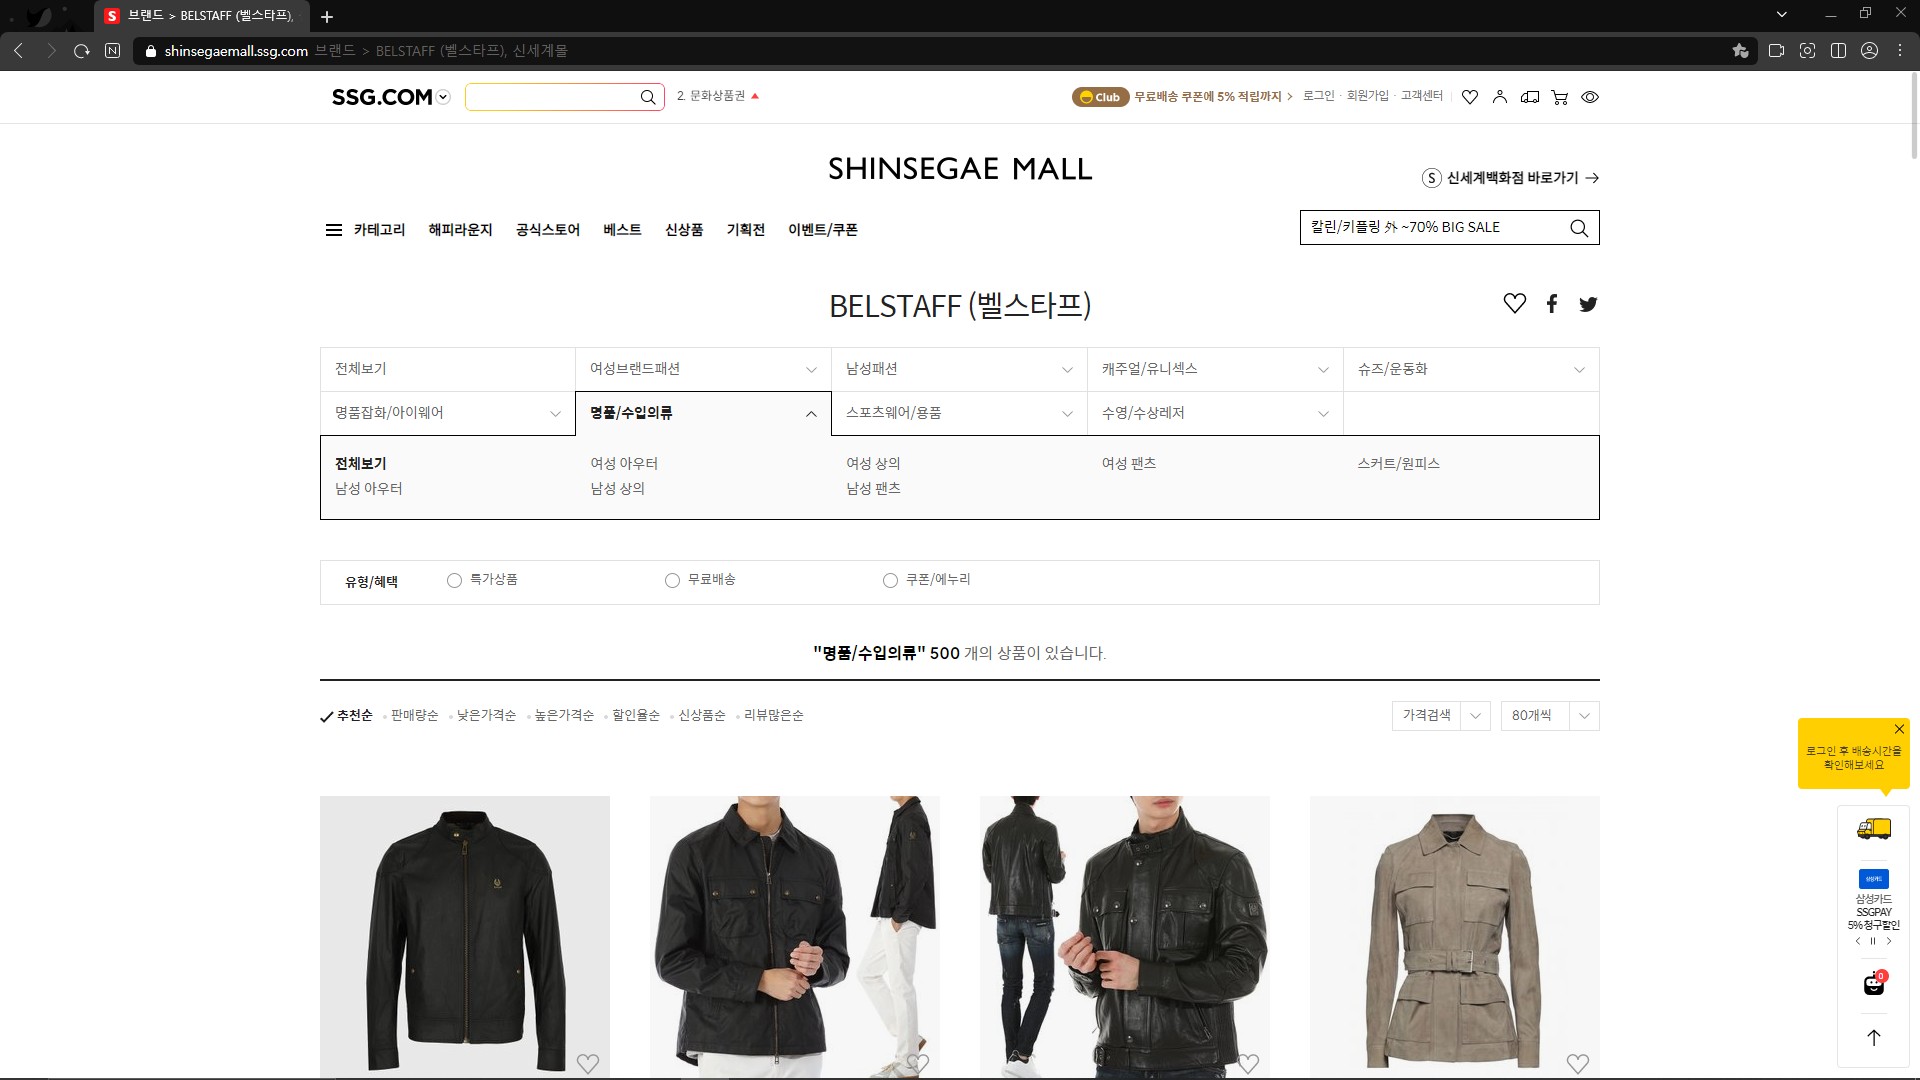 브랜드 > BELSTAFF (벨스타프),
shinsegaemall.ssg.com 브랜드 > BELSTAFF (벨스타프), 신세계몰
SSG.COM
2. 문화상품권
Club 무료배송 쿠폰에 5% 적립까지 >
로그인 · 회원가입 · 고객센터
SHINSEGAE MALL
S 신세계백화점 바로가기 →
카테고리 해피라운지 공식스토어 베스트 신상품 기획전 이벤트/쿠폰
칼린/키플링 外 ~70% BIG SALE
BELSTAFF (벨스타프)
전체보기 여성브랜드패션 남성패션 캐주얼/유니섹스 슈즈/운동화
명품잡화/아이웨어 명품/수입의류 스포츠웨어/용품 수영/수상레저
전체보기 여성 아우터 여성 상의 여성 팬츠 스커트/원피스
남성 아우터 남성 상의 남성 팬츠
유형/혜택 특가상품 무료배송 쿠폰/에누리
"명품/수입의류" 500 개의 상품이 있습니다.
추천순 판매량순 낮은가격순 높은가격순 할인율순 신상품순 리뷰많은순
가격검색 80개씩
로그인 후 배송시간을
확인해보세요
삼성카드
삼성카드
SSGPAY
5%청구할인
0